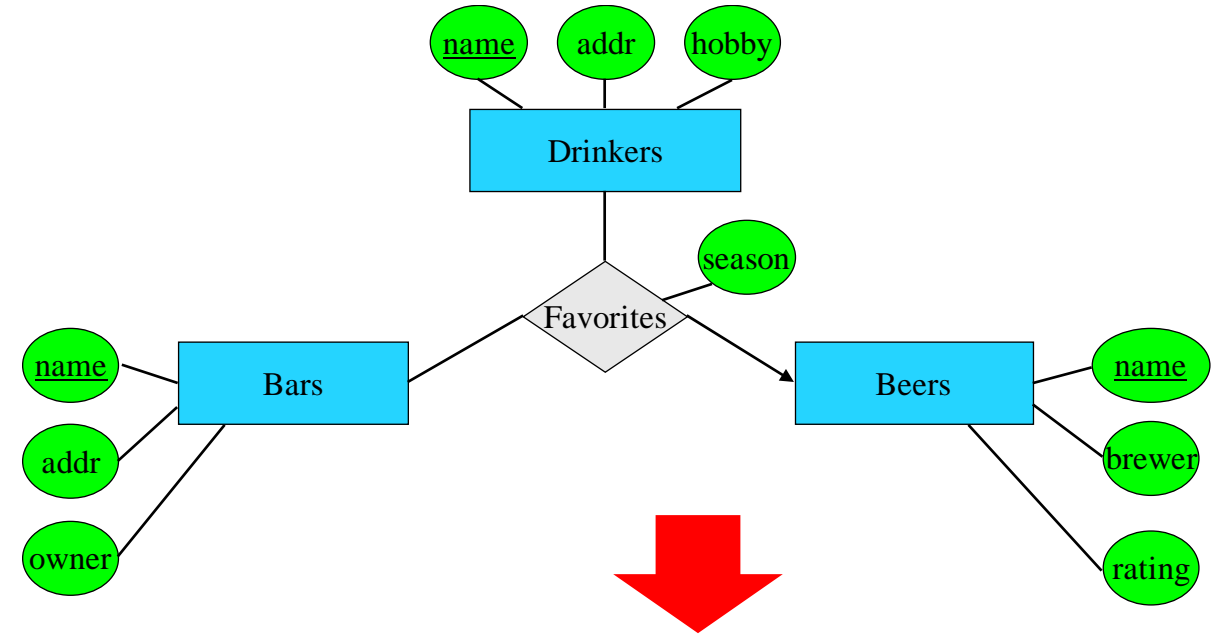 name addr hobby
Drinkers
season
Favorites
name
Bars
Beers
name
addr
brewer
owner
rating